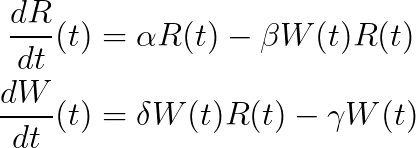 dR/dt (t) = αR(t) − βW(t)R(t)
dW/dt (t) = δW(t)R(t) − γW(t)